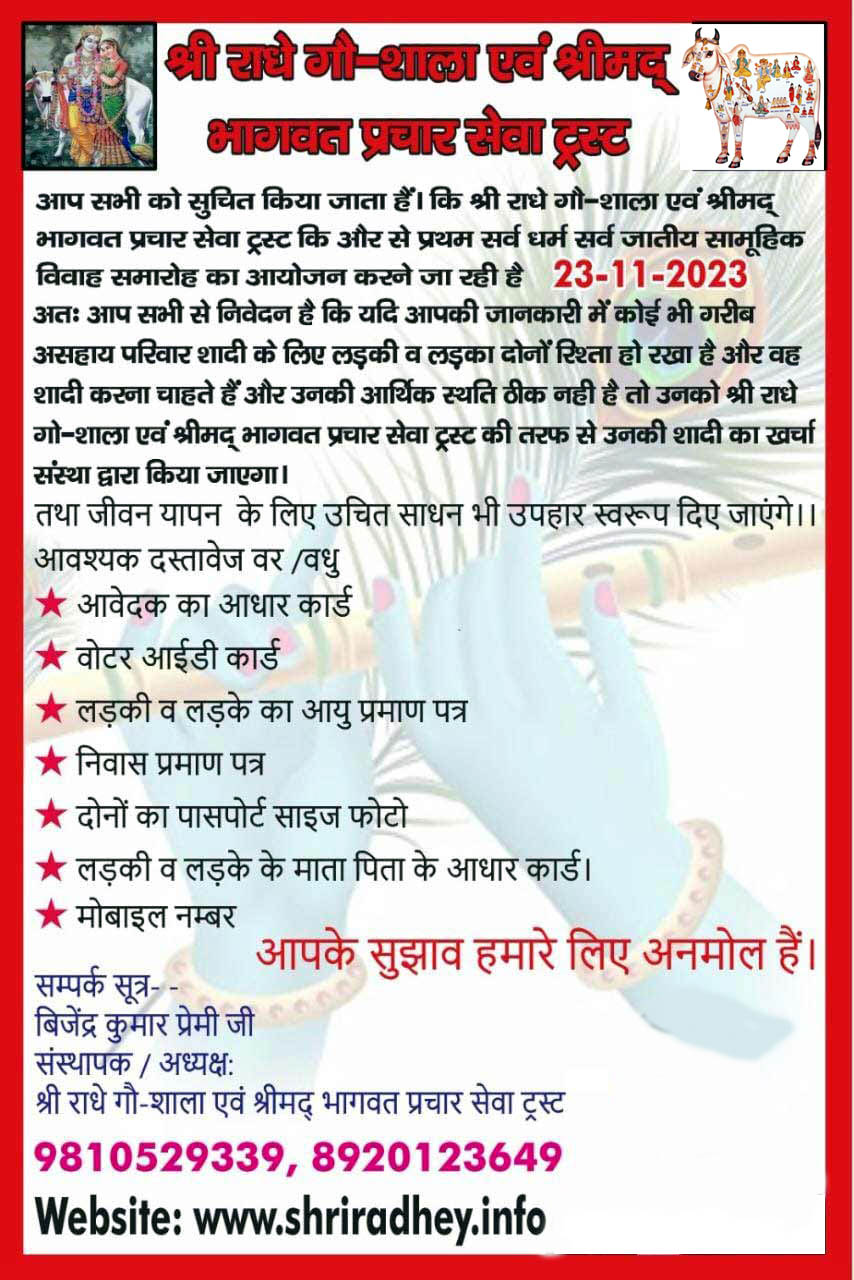 श्री राधे गौ-शाला एवं श्रीमद्
भागवत प्रचार सेवा ट्रस्ट
आप सभी को सुचित किया जाता हैं। कि श्री राधे गौ-शाला एवं श्रीमद्
भागवत प्रचार सेवा ट्रस्ट कि और से प्रथम सर्व धर्म सर्व जातीय सामूहिक
विवाह समारोह का आयोजन करने जा रही है 23-11-2023
अतः आप सभी से निवेदन है कि यदि आपकी जानकारी में कोई भी गरीब
असहाय परिवार शादी के लिए लड़की व लडका दोनों रिश्ता हो रखा है और वह
शादी करना चाहते हैं और उनकी आर्थिक स्थति ठीक नही है तो उनको श्री राधे
गो-शाला एवं श्रीमद् भागवत प्रचार सेवा ट्रस्ट की तरफ से उनकी शादी का खर्चा
संस्था द्वारा किया जाएगा।
तथा जीवन यापन के लिए उचित साधन भी उपहार स्वरूप दिए जाएंगे।।
आवश्यक दस्तावेज वर /वधु
★ आवेदक का आधार कार्ड
★ वोटर आईडी कार्ड
★ लड़की व लड़के का आयु प्रमाण पत्र
★ निवास प्रमाण पत्र
★ दोनों का पासपोर्ट साइज फोटो
★ लड़की व लड़के के माता पिता के आधार कार्ड।
★ मोबाइल नम्बर
आपके सुझाव हमारे लिए अनमोल हैं।
सम्पर्क सूत्र- -
बिजेंद्र कुमार प्रेमी जी
संस्थापक / अध्यक्ष:
श्री राधे गौ-शाला एवं श्रीमद् भागवत प्रचार सेवा ट्रस्ट
9810529339, 8920123649
Website: www.shriradhey.info